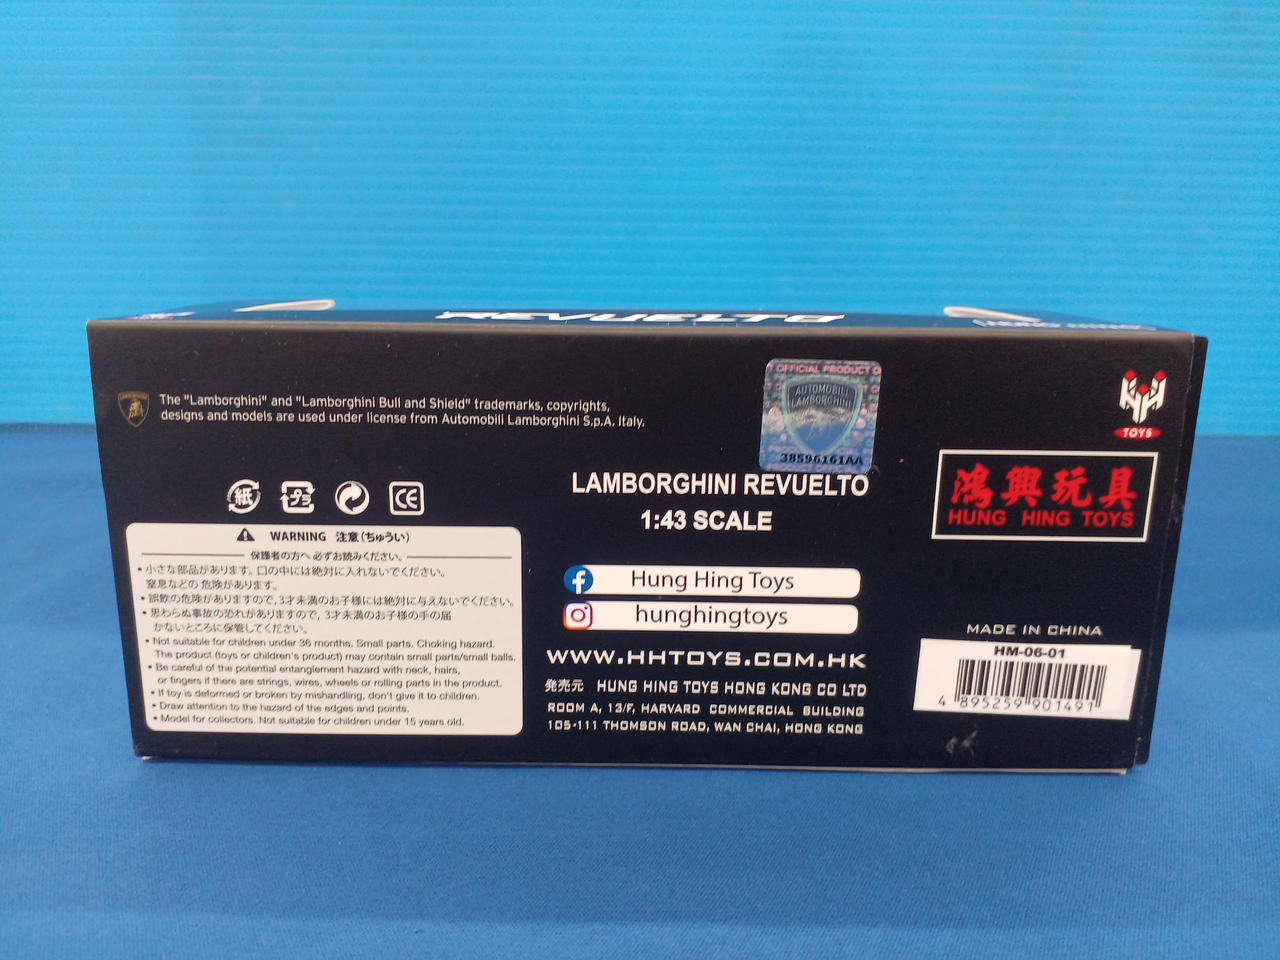 REVUELTO
The "Lamborghini" and "Lamborghini Bull and Shield" trademarks, copyrights,
designs and models are used under license from Automobili Lamborghini S.p.A. Italy.
OFFICIAL PRODUCT
AUTOMOBILI
LAMBORGHINI
38596161AA
TOYS
LAMBORGHINI REVUELTO
1:43 SCALE
鴻興玩具
HUNG HING TOYS
紙
プラ
CE
WARNING 注意(ちゅうい)
保護者の方へ 必ずお読みください。
• 小さな部品があります。口の中には絶対に入れないでください。
窒息などの 危険があります。
• 誤飲の危険がありますので、3才未満のお子様には絶対に与えないでください。
• 思わらぬ事故の恐れがありますので、3才未満のお子様の手の届
かないところに保管してください。
• Not suitable for children under 36 months. Small parts. Choking hazard.
The product (toys or children's product) may contain small parts/small balls.
• Be careful of the potential entanglement hazard with neck, hairs,
or fingers if there are strings, wires, wheels or rolling parts in the product.
• If toy is deformed or broken by mishandling, don't give it to children.
• Draw attention to the hazard of the edges and points.
• Model for collectors. Not suitable for children under 15 years old.
Hung Hing Toys
hunghingtoys
WWW.HHTOYS.COM.HK
発売元 HUNG HING TOYS HONG KONG CO LTD
ROOM A, 13/F, HARVARD COMMERCIAL BUILDING
105-111 THOMSON ROAD, WAN CHAI, HONG KONG
MADE IN CHINA
HM-06-01
4 895259 901491